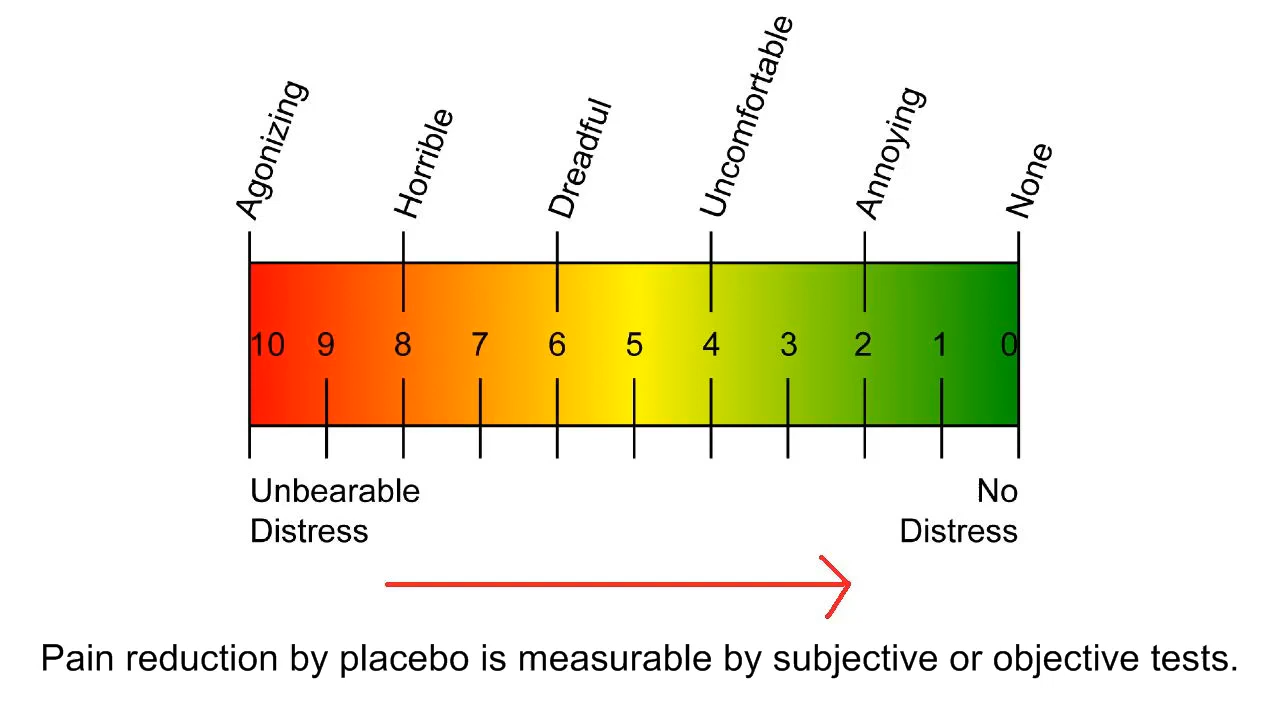 Agonizing
Horrible
Dreadful
Uncomfortable
Annoying
None
10 9 8 7 6 5 4 3 2 1 0
Unbearable
Distress
No
Distress
Pain reduction by placebo is measurable by subjective or objective tests.